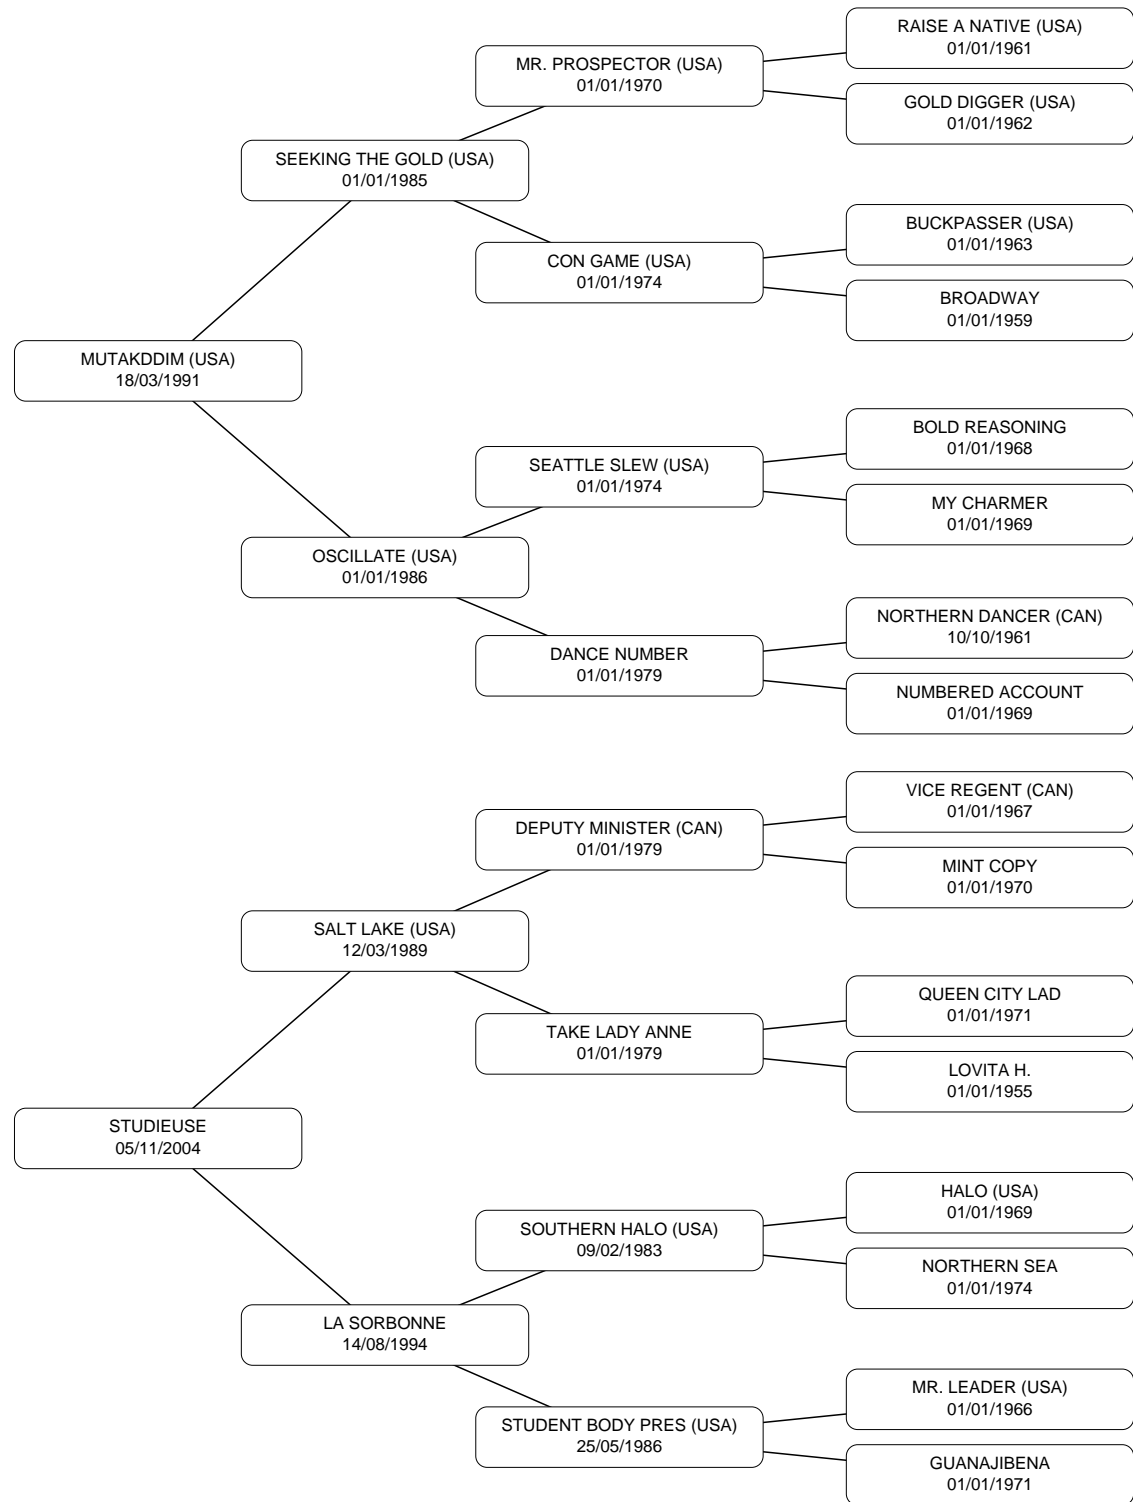 RAISE A NATIVE (USA)
01/01/1961
MR. PROSPECTOR (USA)
01/01/1970
GOLD DIGGER (USA)
01/01/1962
SEEKING THE GOLD (USA)
01/01/1985
BUCKPASSER (USA)
01/01/1963
CON GAME (USA)
01/01/1974
BROADWAY
01/01/1959
MUTAKDDIM (USA)
18/03/1991
BOLD REASONING
01/01/1968
SEATTLE SLEW (USA)
01/01/1974
MY CHARMER
01/01/1969
OSCILLATE (USA)
01/01/1986
NORTHERN DANCER (CAN)
10/10/1961
DANCE NUMBER
01/01/1979
NUMBERED ACCOUNT
01/01/1969
VICE REGENT (CAN)
01/01/1967
DEPUTY MINISTER (CAN)
01/01/1979
MINT COPY
01/01/1970
SALT LAKE (USA)
12/03/1989
QUEEN CITY LAD
01/01/1971
TAKE LADY ANNE
01/01/1979
LOVITA H.
01/01/1955
STUDIEUSE
05/11/2004
HALO (USA)
01/01/1969
SOUTHERN HALO (USA)
09/02/1983
NORTHERN SEA
01/01/1974
LA SORBONNE
14/08/1994
MR. LEADER (USA)
01/01/1966
STUDENT BODY PRES (USA)
25/05/1986
GUANAJIBENA
01/01/1971